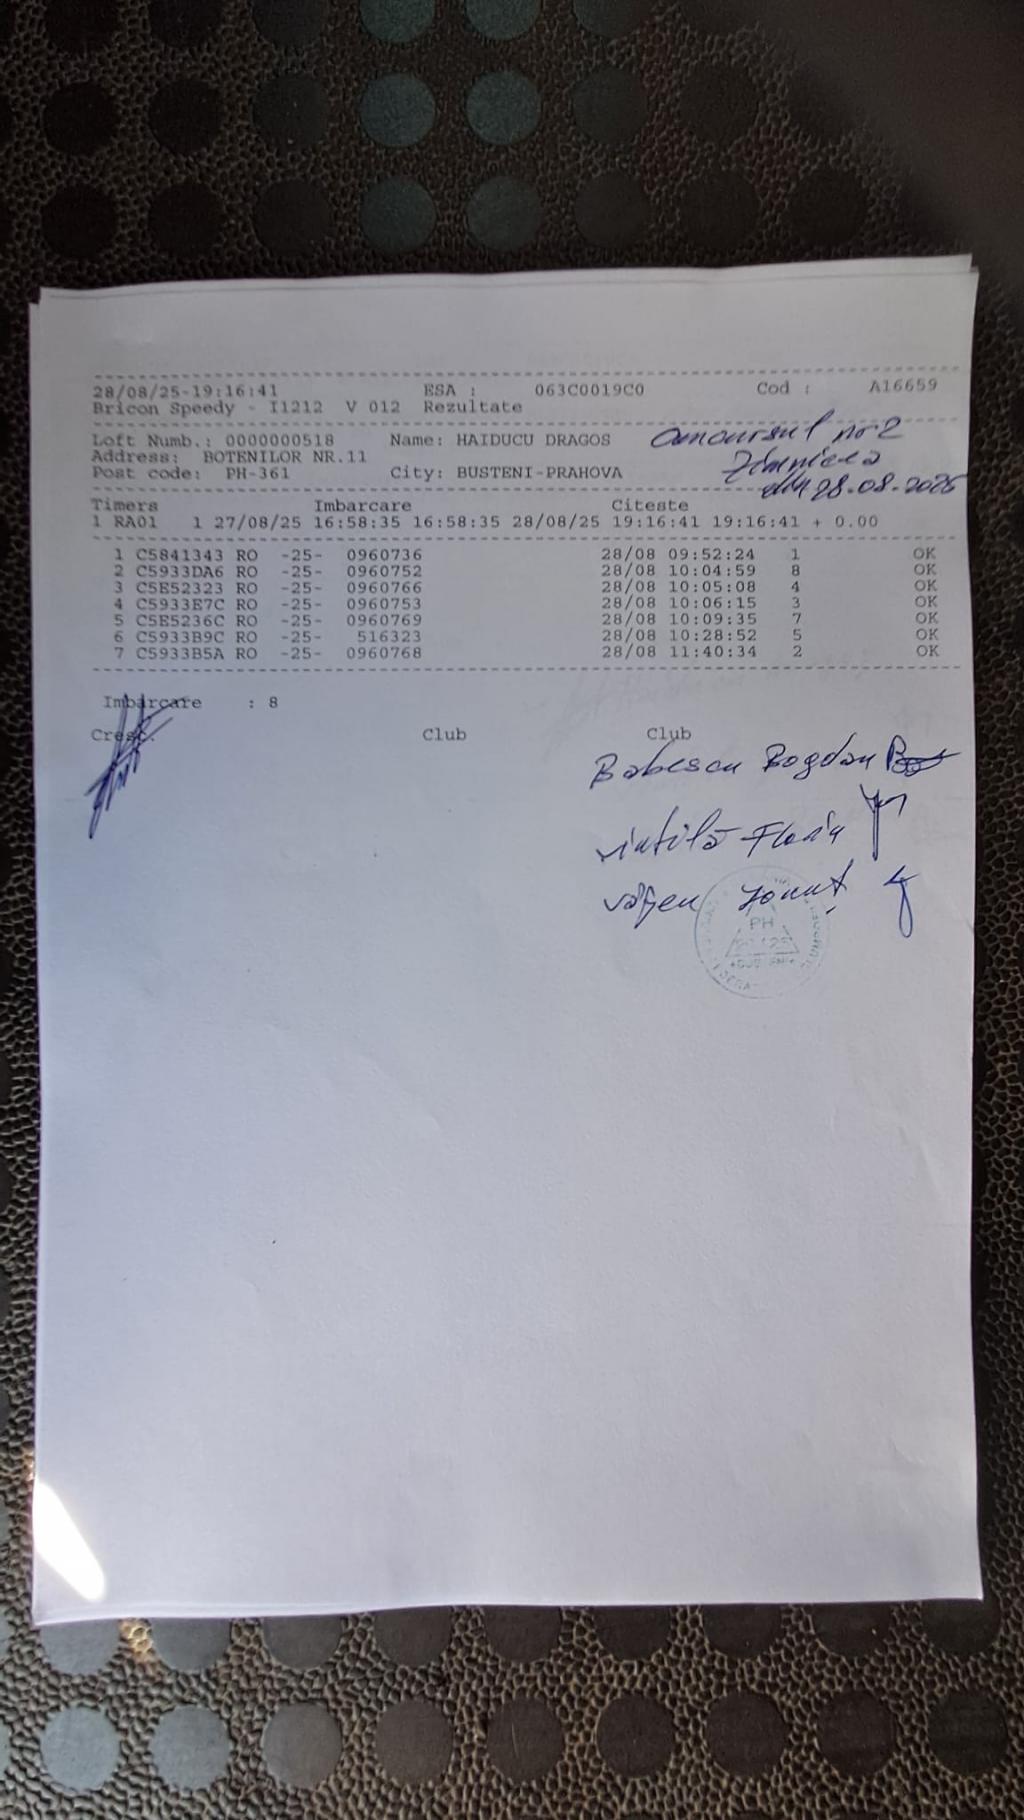 28/08/25-19:16:41 ESA : 063C0019C0 Cod : A16659
Bricon Speedy - I1212 V 012 Rezultate
Loft Numb.: 0000000518 Name: HAIDUCU DRAGOS
Address: BOTENILOR NR.11
Post code: PH-361 City: BUSTENI-PRAHOVA
Concursul nr 2
Zimnicea
din 28.08.2025
Timers Imbarcare Citeste
1 RA01 1 27/08/25 16:58:35 16:58:35 28/08/25 19:16:41 19:16:41 + 0.00
1 C5841343 RO -25- 0960736 28/08 09:52:24 1 OK
2 C5933DA6 RO -25- 0960752 28/08 10:04:59 8 OK
3 C5E52323 RO -25- 0960766 28/08 10:05:08 4 OK
4 C5933E7C RO -25- 0960753 28/08 10:06:15 3 OK
5 C5E5236C RO -25- 0960769 28/08 10:09:35 7 OK
6 C5933B9C RO -25- 516323 28/08 10:28:52 5 OK
7 C5933B5A RO -25- 0960768 28/08 11:40:34 2 OK
Imbarcare : 8
Cresc. Club Club
Babescu Bogdan
Vintilă Florin
Ionuț
PH